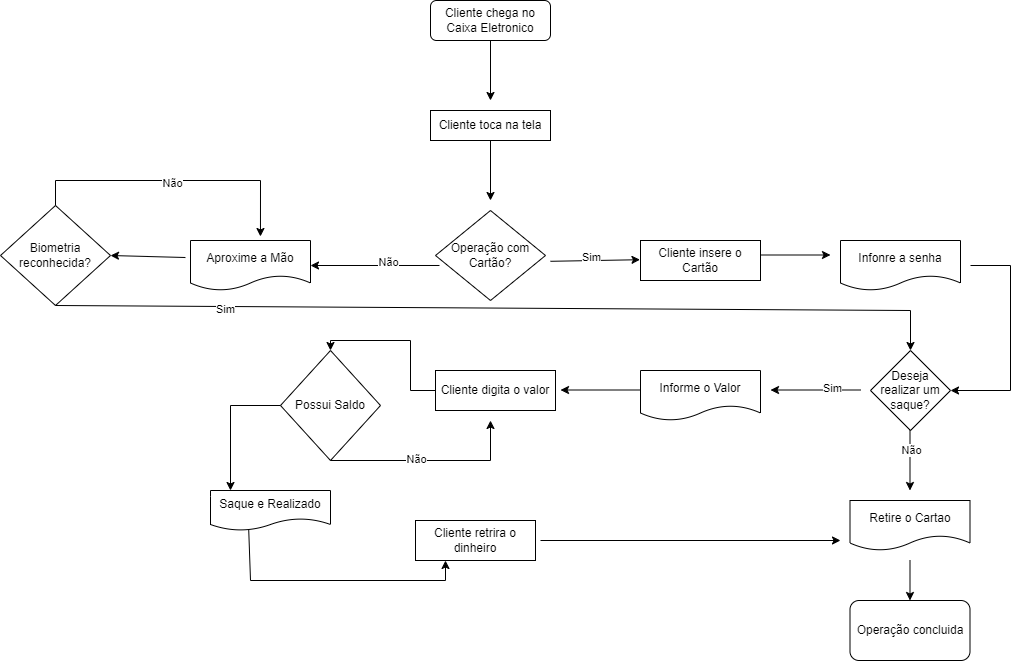 Cliente chega no
Caixa Eletronico
Cliente toca na tela
Não
Biometria
reconhecida?
Aproxime a Mão
Não
Operação com
Cartão?
Sim
Cliente insere o
Cartão
Infonre a senha
Sim
Deseja
realizar um
saque?
Sim
Informe o Valor
Cliente digita o valor
Possui Saldo
Não
Não
Saque e Realizado
Cliente retrira o
dinheiro
Retire o Cartao
Operação concluida